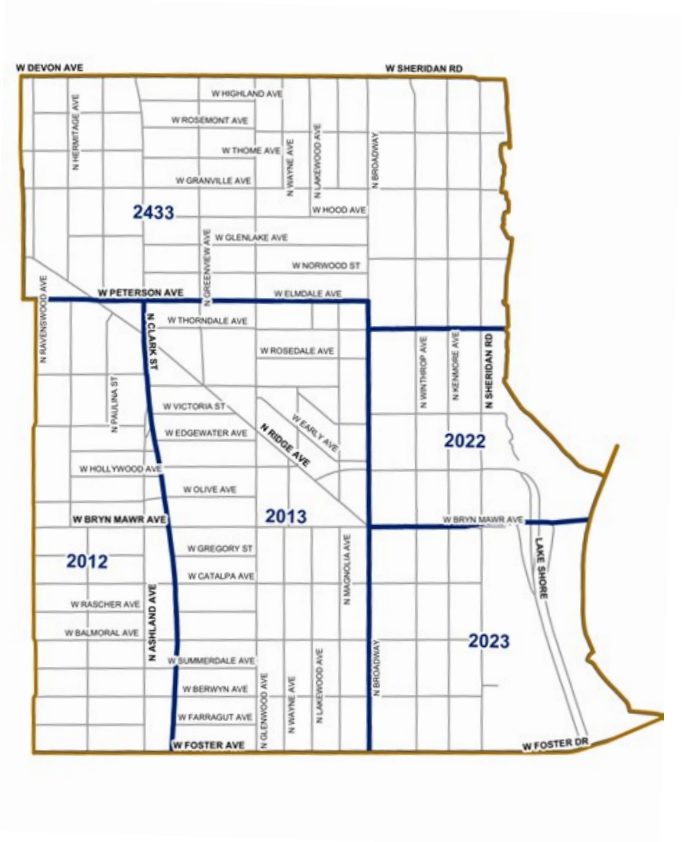 W DEVON AVE
W SHERIDAN RD
W HIGHLAND AVE
N HERMITAGE AVE
W ROSEMONT AVE
N LAKEWOOD AVE
N WAYNE AVE
N BROADWAY
W THOME AVE
W GRANVILLE AVE
2433
W HOOD AVE
N GREENVIEW AVE
W GLENLAKE AVE
W NORWOOD ST
N RAVENSWOOD AVE
W PETERSON AVE
W ELMDALE AVE
N CLARK ST
W THORNDALE AVE
N WINTHROP AVE
N KENMORE AVE
N SHERIDAN RD
W ROSEDALE AVE
N PAULINA ST
W VICTORIA ST
W EARLY AVE
W EDGEWATER AVE
N RIDGE AVE
2022
W HOLLYWOOD AVE
W OLIVE AVE
2013
W BRYN MAWR AVE
W BRYN MAWR AVE
N MAGNOLIA AVE
LAKE SHORE
W GREGORY ST
2012
W CATALPA AVE
N ASHLAND AVE
W RASCHER AVE
W BALMORAL AVE
2023
N BROADWAY
W SUMMERDALE AVE
N GLENWOOD AVE
N WAYNE AVE
N LAKEWOOD AVE
W BERWYN AVE
W FARRAGUT AVE
W FOSTER AVE
W FOSTER DR